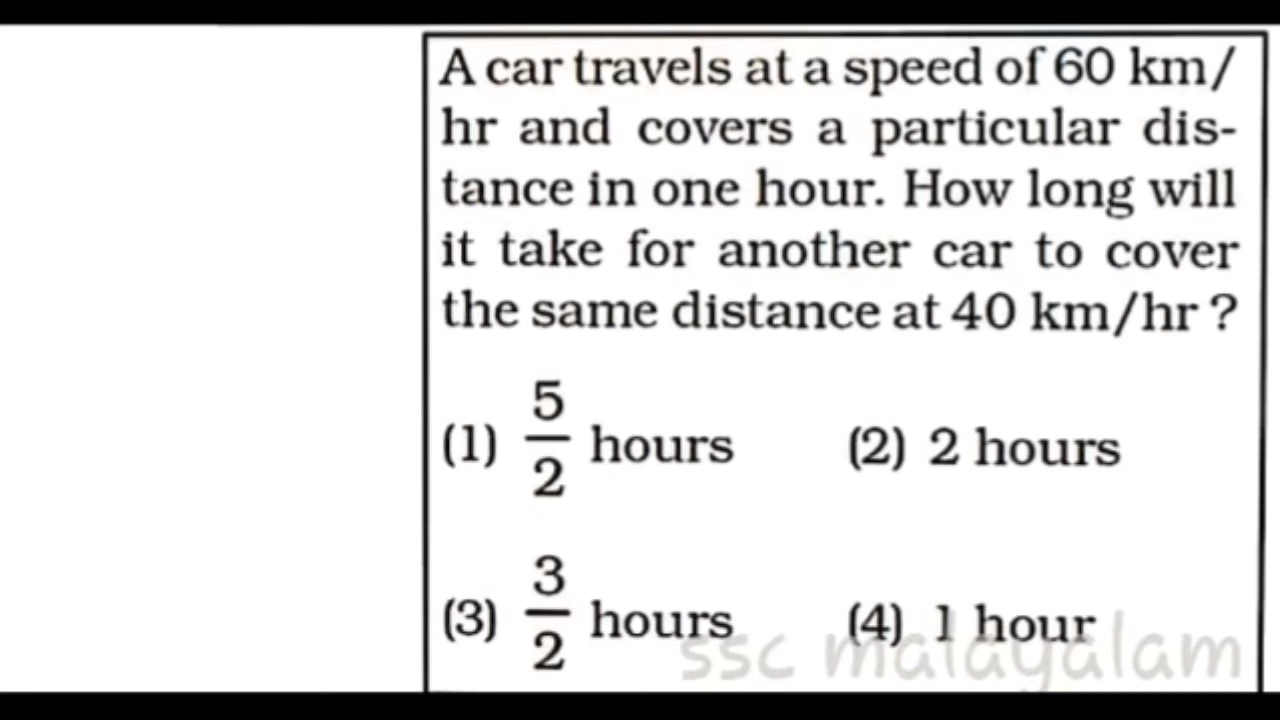 A car travels at a speed of 60 km/
hr and covers a particular dis-
tance in one hour. How long will
it take for another car to cover
the same distance at 40 km/hr ?
(1) 5/2 hours (2) 2 hours
(3) 3/2 hours (4) 1 hour
ssc malayalam